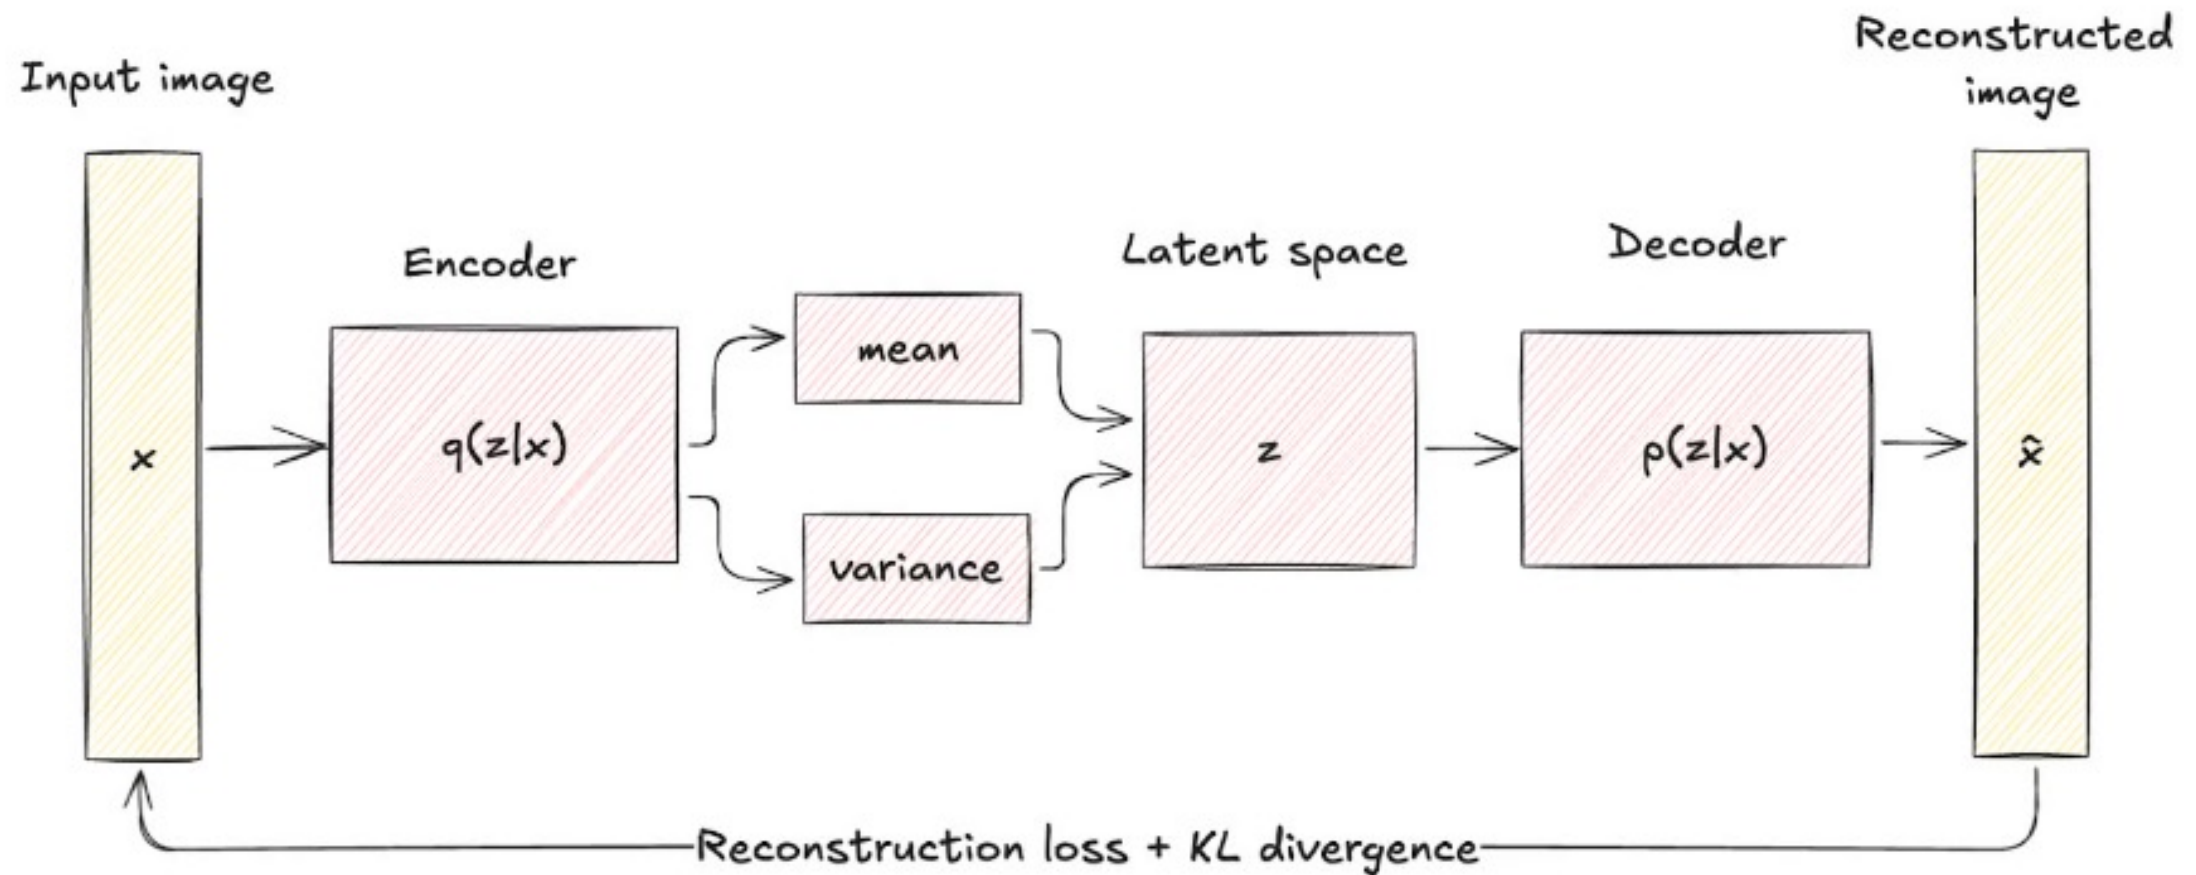 Input image
x
Encoder
q(z|x)
mean
variance
Latent space
z
Decoder
p(z|x)
Reconstructed
image
x̂
Reconstruction loss + KL divergence